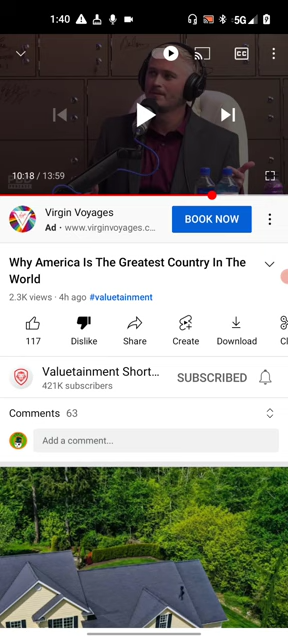 1:40
5G
CC
10:18 / 13:59
Virgin Voyages
Ad · www.virginvoyages.c...
BOOK NOW
Why America Is The Greatest Country In The
World
2.3K views · 4h ago #valuetainment
117
Dislike
Share
Create
Download
Cl
Valuetainment Short...
421K subscribers
SUBSCRIBED
Comments 63
Add a comment...